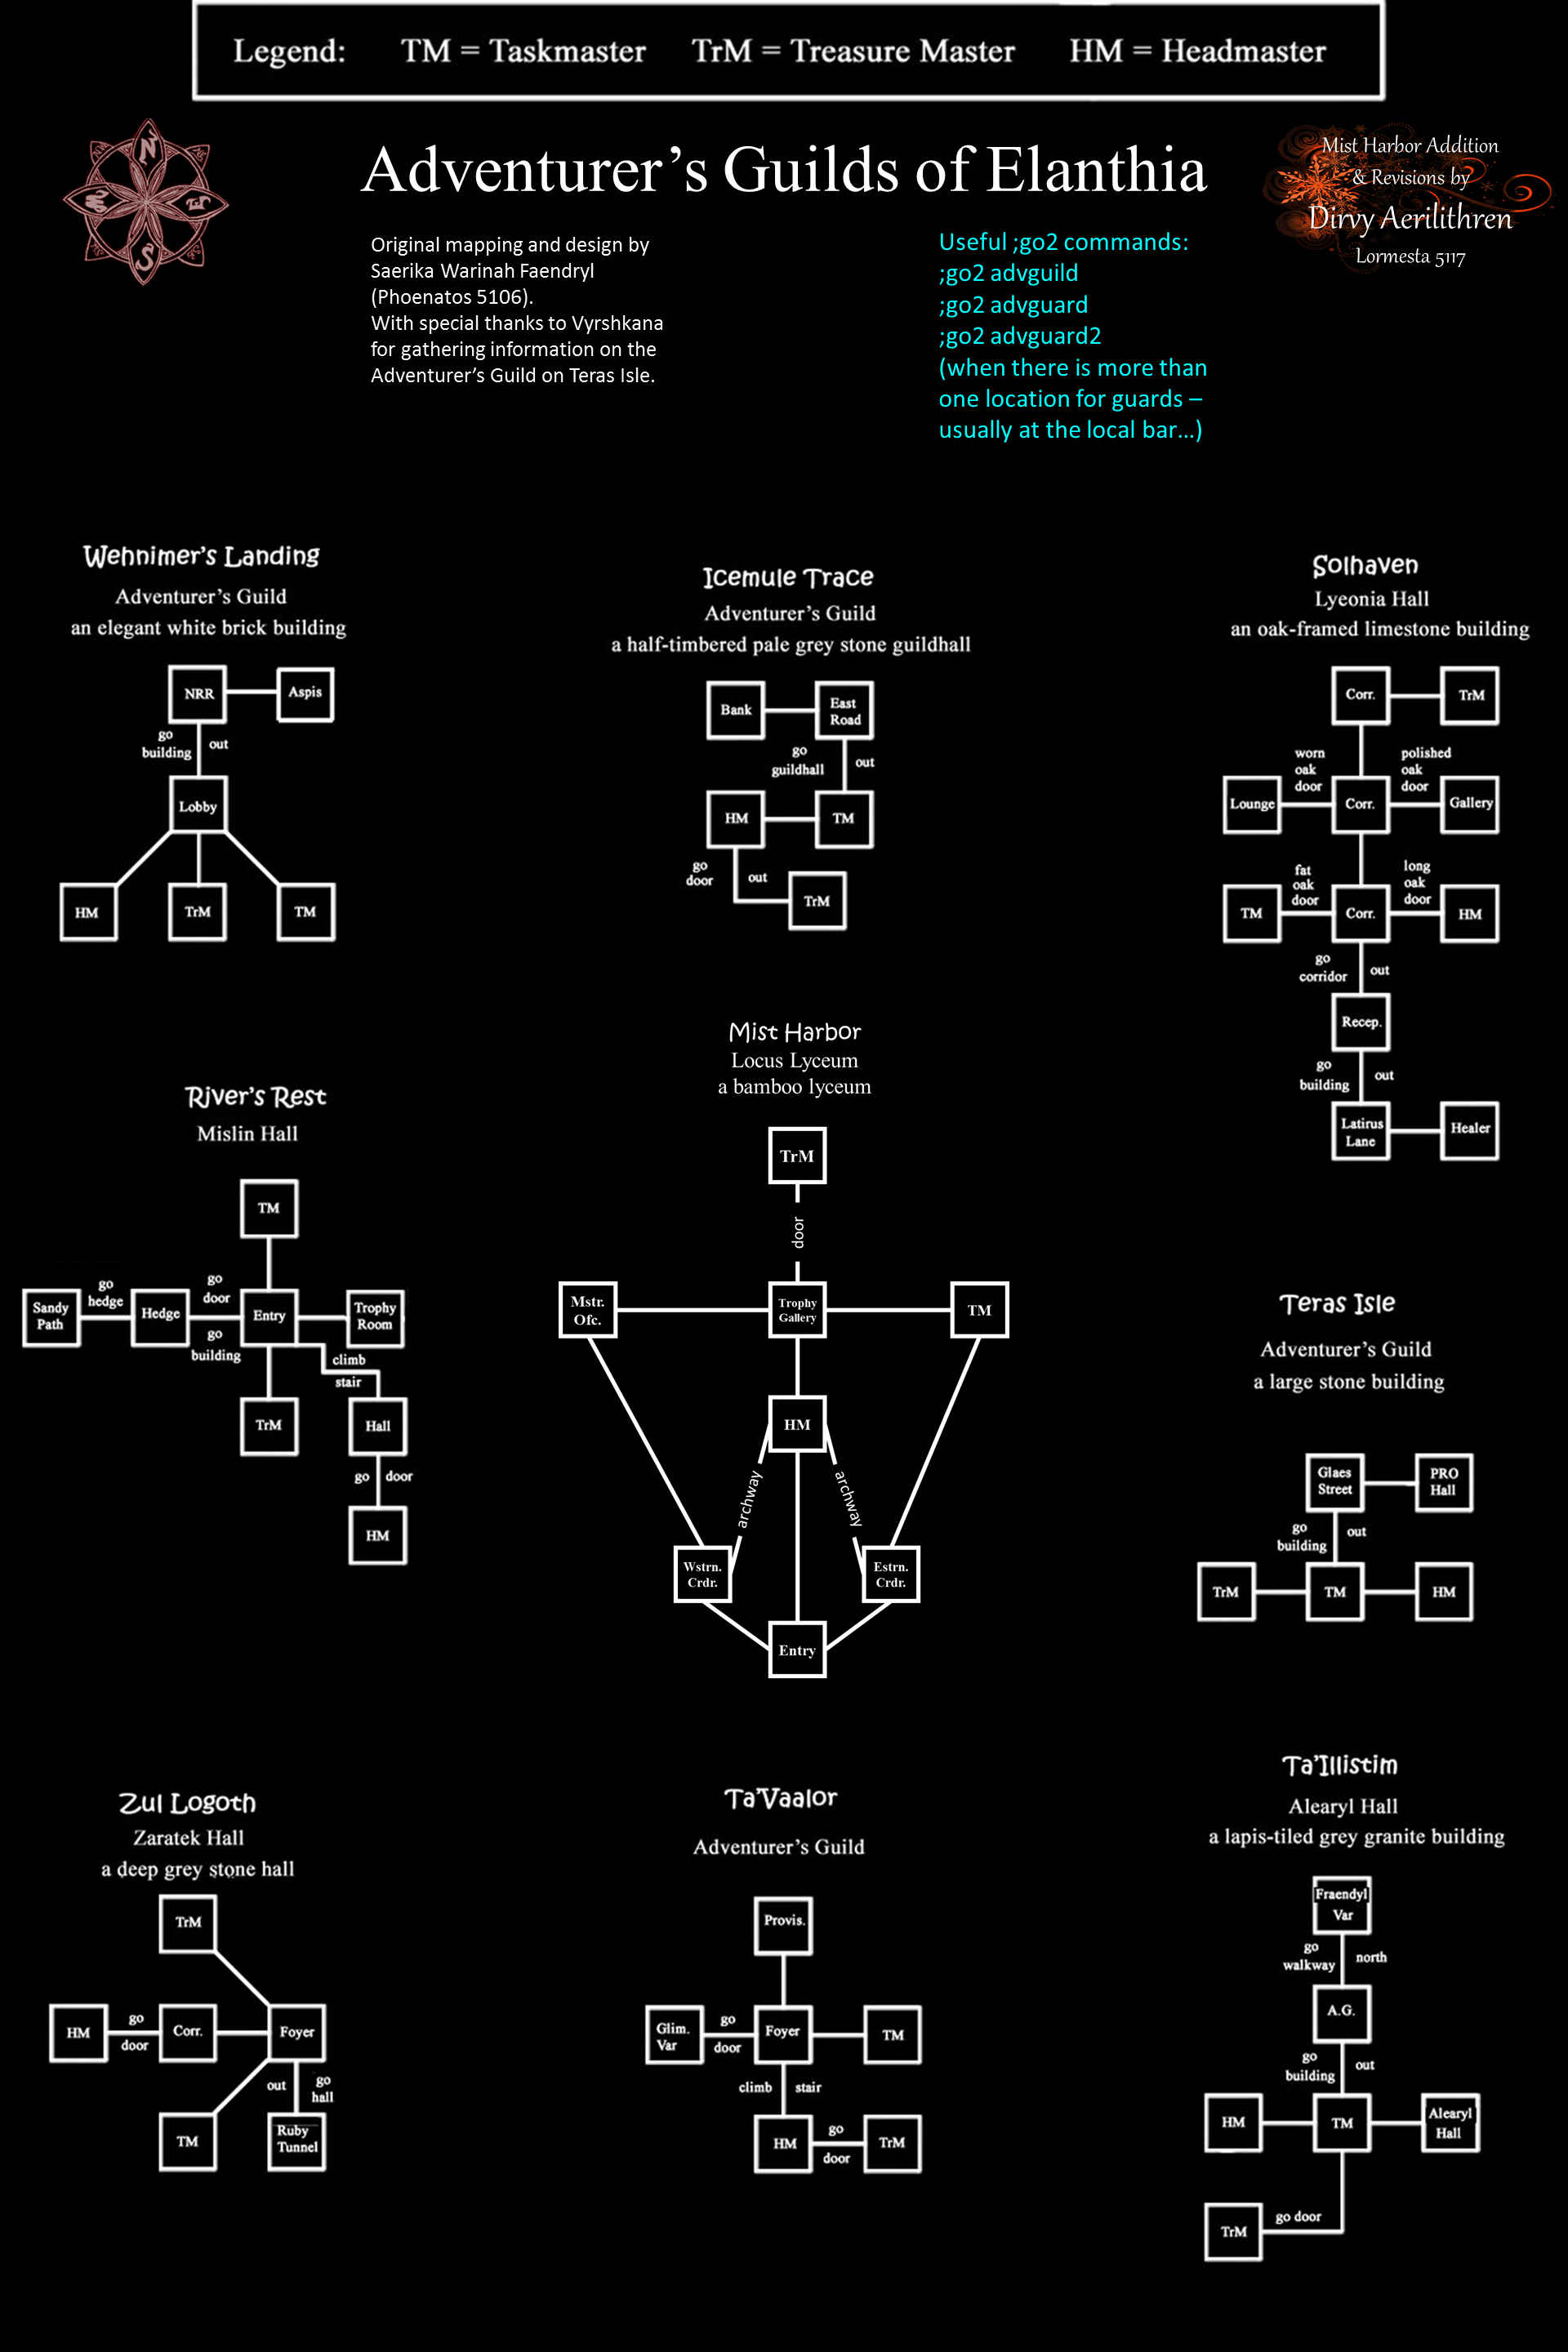 Legend: TM = Taskmaster TrM = Treasure Master HM = Headmaster
N
S
Adventurer's Guilds of Elanthia
Mist Harbor Addition
& Revisions by
Dirvy Aerilithren
Lormesta 5117
Original mapping and design by
Saerika Warinah Faendryl
(Phoenatos 5106).
With special thanks to Vyrshkana
for gathering information on the
Adventurer's Guild on Teras Isle.
Useful ;go2 commands:
;go2 advguild
;go2 advguard
;go2 advguard2
(when there is more than
one location for guards –
usually at the local bar...)
Wehnimer's Landing
Adventurer's Guild
an elegant white brick building
NRR
Aspis
go
building
out
Lobby
HM
TrM
TM
Icemule Trace
Adventurer's Guild
a half-timbered pale grey stone guildhall
Bank
East
Road
go
guildhall
out
HM
TM
go
door
out
TrM
Solhaven
Lyeonia Hall
an oak-framed limestone building
Corr.
TrM
worn
oak
door
polished
oak
door
Lounge
Corr.
Gallery
fat
oak
door
long
oak
door
TM
Corr.
HM
go
corridor
out
Recep.
go
building
out
Latirus
Lane
Healer
River's Rest
Mislin Hall
TM
Sandy
Path
go
hedge
Hedge
go
door
go
building
Entry
Trophy
Room
climb
stair
TrM
Hall
go
door
HM
Mist Harbor
Locus Lyceum
a bamboo lyceum
TrM
door
Mstr.
Ofc.
Trophy
Gallery
TM
HM
archway
archway
Wstrn.
Crdr.
Estrn.
Crdr.
Entry
Teras Isle
Adventurer's Guild
a large stone building
Glaes
Street
PRO
Hall
go
building
out
TrM
TM
HM
Zul Logoth
Zaratek Hall
a deep grey stone hall
TrM
HM
go
door
Corr.
Foyer
out
go
hall
TM
Ruby
Tunnel
Ta'Vaalor
Adventurer's Guild
Provis.
Glim.
Var
go
door
Foyer
TM
climb
stair
HM
go
door
TrM
Ta'Illistim
Alearyl Hall
a lapis-tiled grey granite building
Fraendyl
Var
go
walkway
north
A.G.
go
building
out
HM
TM
Alearyl
Hall
TrM
go door